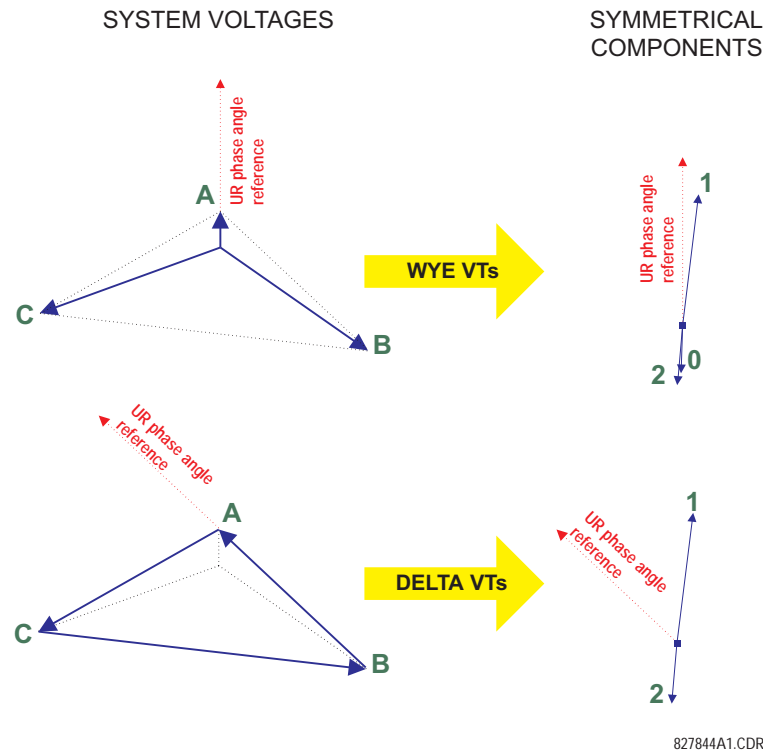 SYSTEM VOLTAGES
SYMMETRICAL
COMPONENTS
UR phase angle
reference
A
C
B
WYE VTs
UR phase angle
reference
1
2
0
UR phase angle
reference
A
C
B
DELTA VTs
UR phase angle
reference
1
2
827844A1.CDR